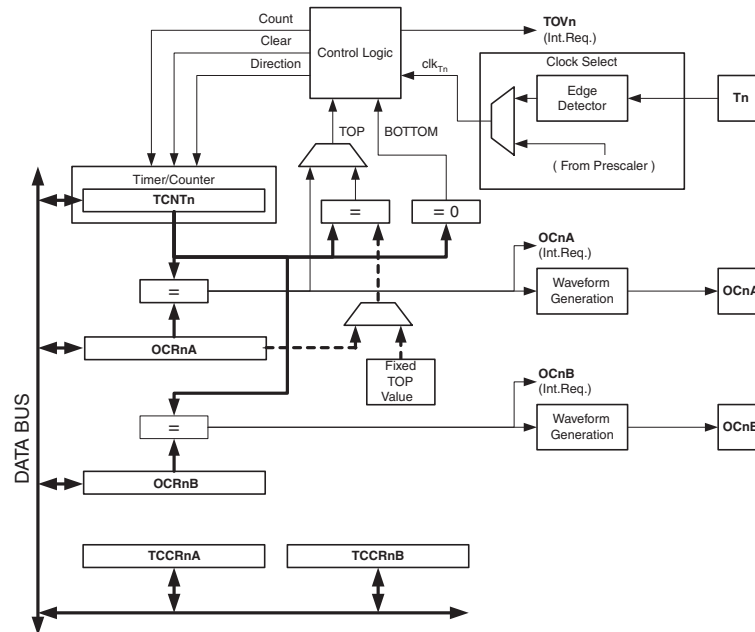 Count
Clear
Direction
Control Logic
TOVn
(Int.Req.)
clkTn
Clock Select
Edge
Detector
Tn
( From Prescaler )
TOP
BOTTOM
Timer/Counter
TCNTn
=
= 0
OCnA
(Int.Req.)
=
Waveform
Generation
OCnA
OCRnA
Fixed
TOP
Value
OCnB
(Int.Req.)
=
Waveform
Generation
OCnB
OCRnB
DATA BUS
TCCRnA
TCCRnB